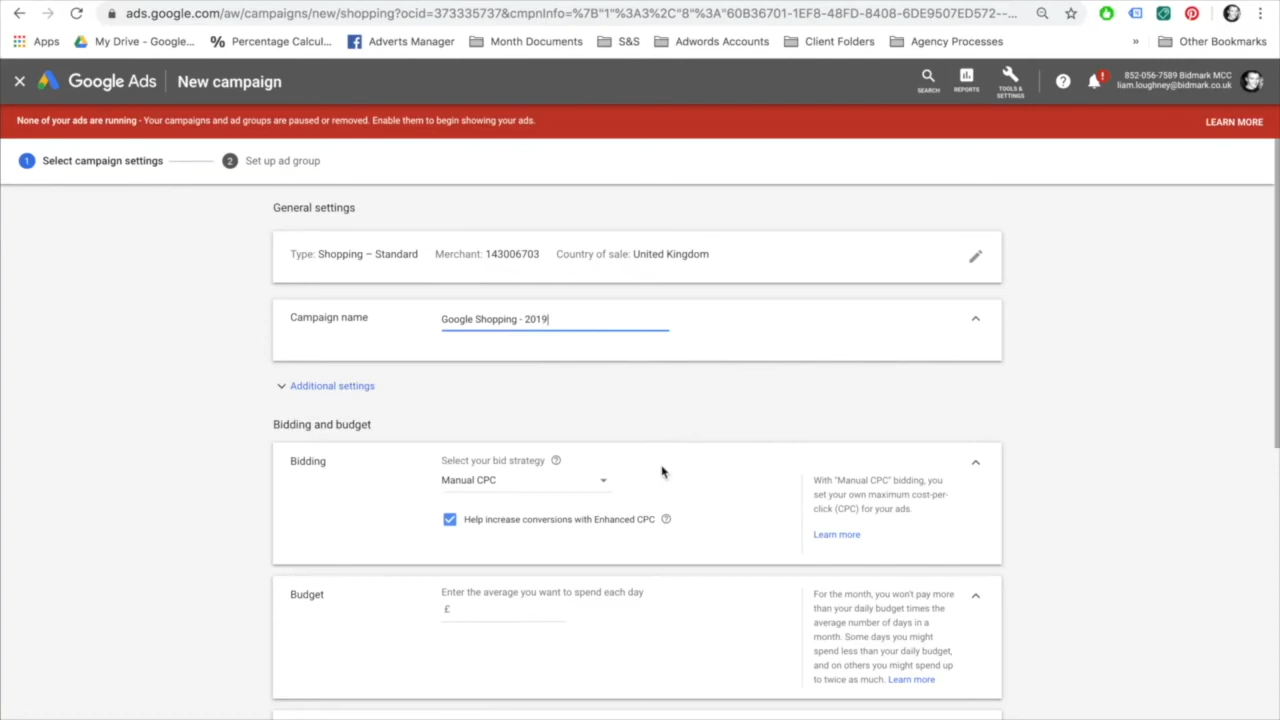 ads.google.com/aw/campaigns/new/shopping?ocid=373335737&cmpnInfo=%7B"1"%3A3%2C"8"%3A"60B36701-1EF8-48FD-8408-6DE9507ED572--...
Apps My Drive - Google... Percentage Calcul... Adverts Manager Month Documents S&S Adwords Accounts Client Folders Agency Processes » Other Bookmarks
Google Ads New campaign
SEARCH REPORTS TOOLS & SETTINGS
852-056-7589 Bidmark MCC
liam.loughney@bidmark.co.uk
None of your ads are running - Your campaigns and ad groups are paused or removed. Enable them to begin showing your ads. LEARN MORE
1 Select campaign settings 2 Set up ad group
General settings
Type: Shopping – Standard Merchant: 143006703 Country of sale: United Kingdom
Campaign name Google Shopping - 2019
Additional settings
Bidding and budget
Bidding
Select your bid strategy
Manual CPC
Help increase conversions with Enhanced CPC
With "Manual CPC" bidding, you
set your own maximum cost-per-
click (CPC) for your ads.
Learn more
Budget
Enter the average you want to spend each day
£
For the month, you won't pay more
than your daily budget times the
average number of days in a
month. Some days you might
spend less than your daily budget,
and on others you might spend up
to twice as much. Learn more